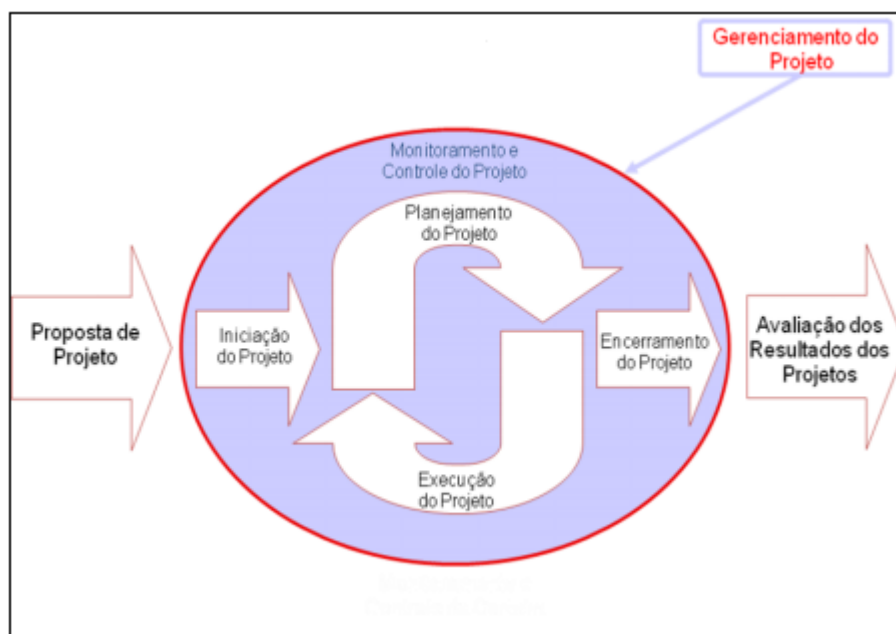 Gerenciamento do
Projeto
Monitoramento e
Controle do Projeto
Planejamento
do Projeto
Proposta de
Projeto
Iniciação
do Projeto
Encerramento
do Projeto
Avaliação dos
Resultados dos
Projetos
Execução
do Projeto